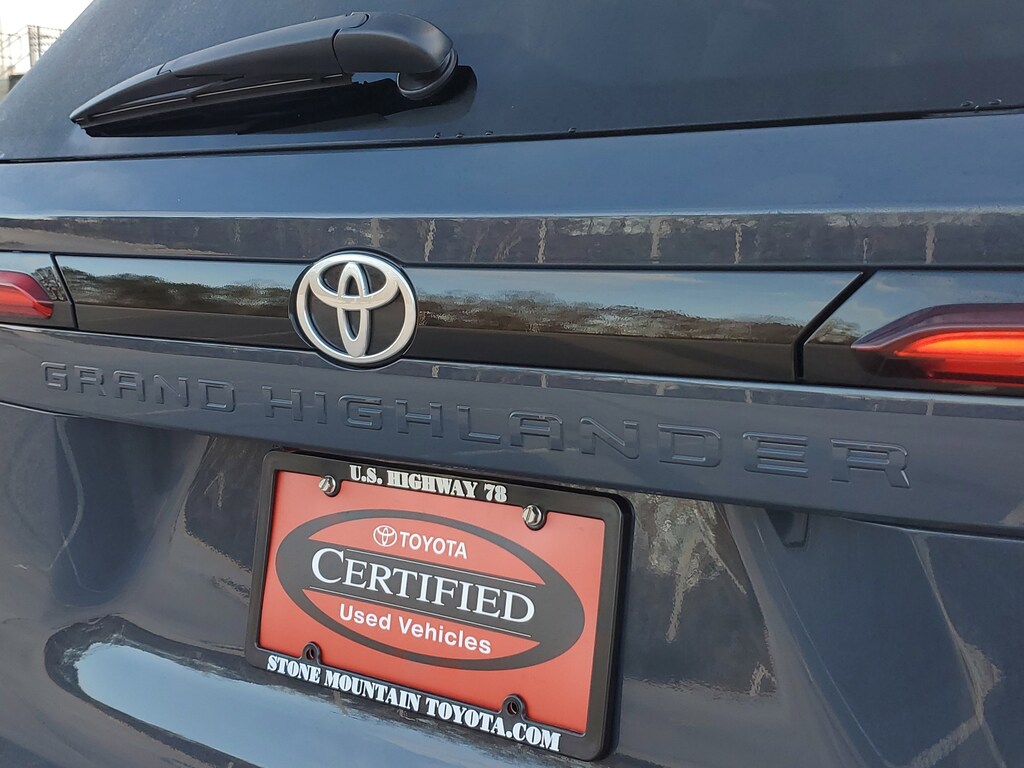 GRAND HIGHLANDER
U.S. HIGHWAY 78
TOYOTA
CERTIFIED
Used Vehicles
STONE MOUNTAIN TOYOTA.COM